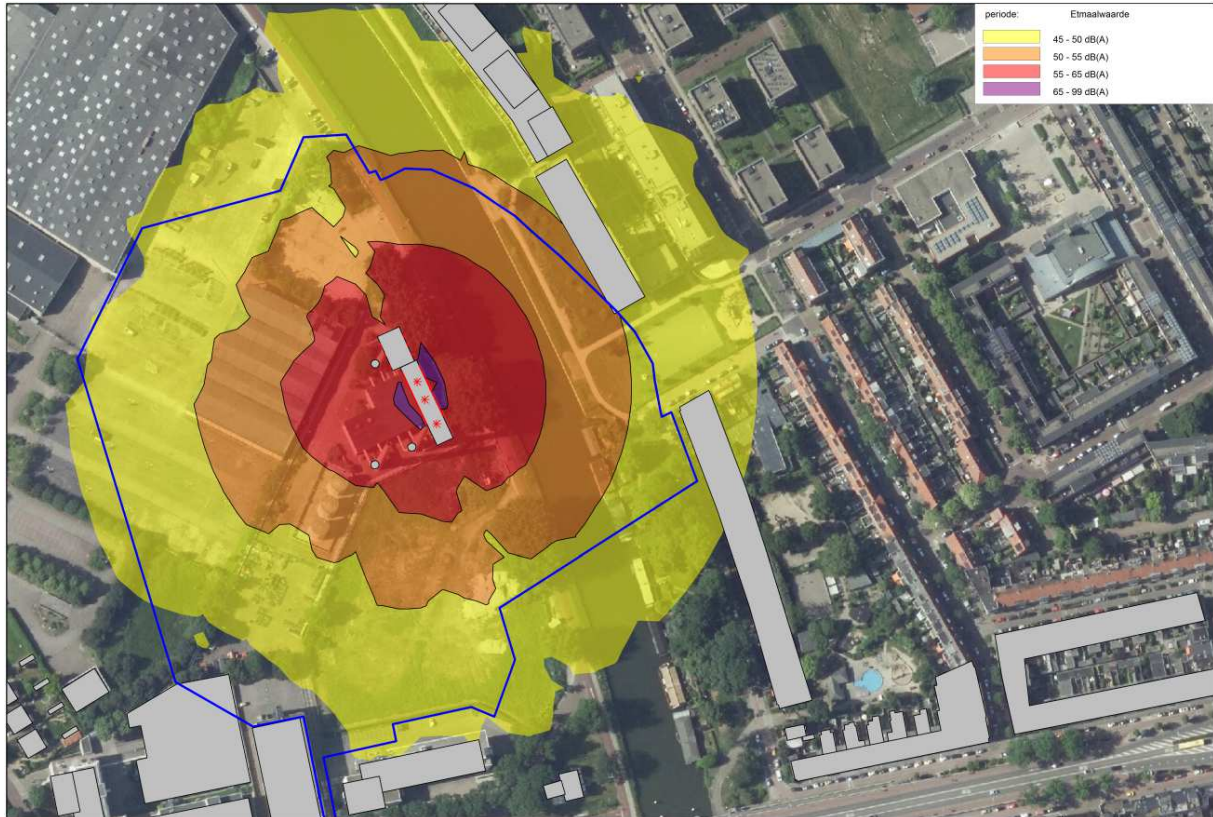 periode: Etmaalwaarde
45 - 50 dB(A)
50 - 55 dB(A)
55 - 65 dB(A)
65 - 99 dB(A)